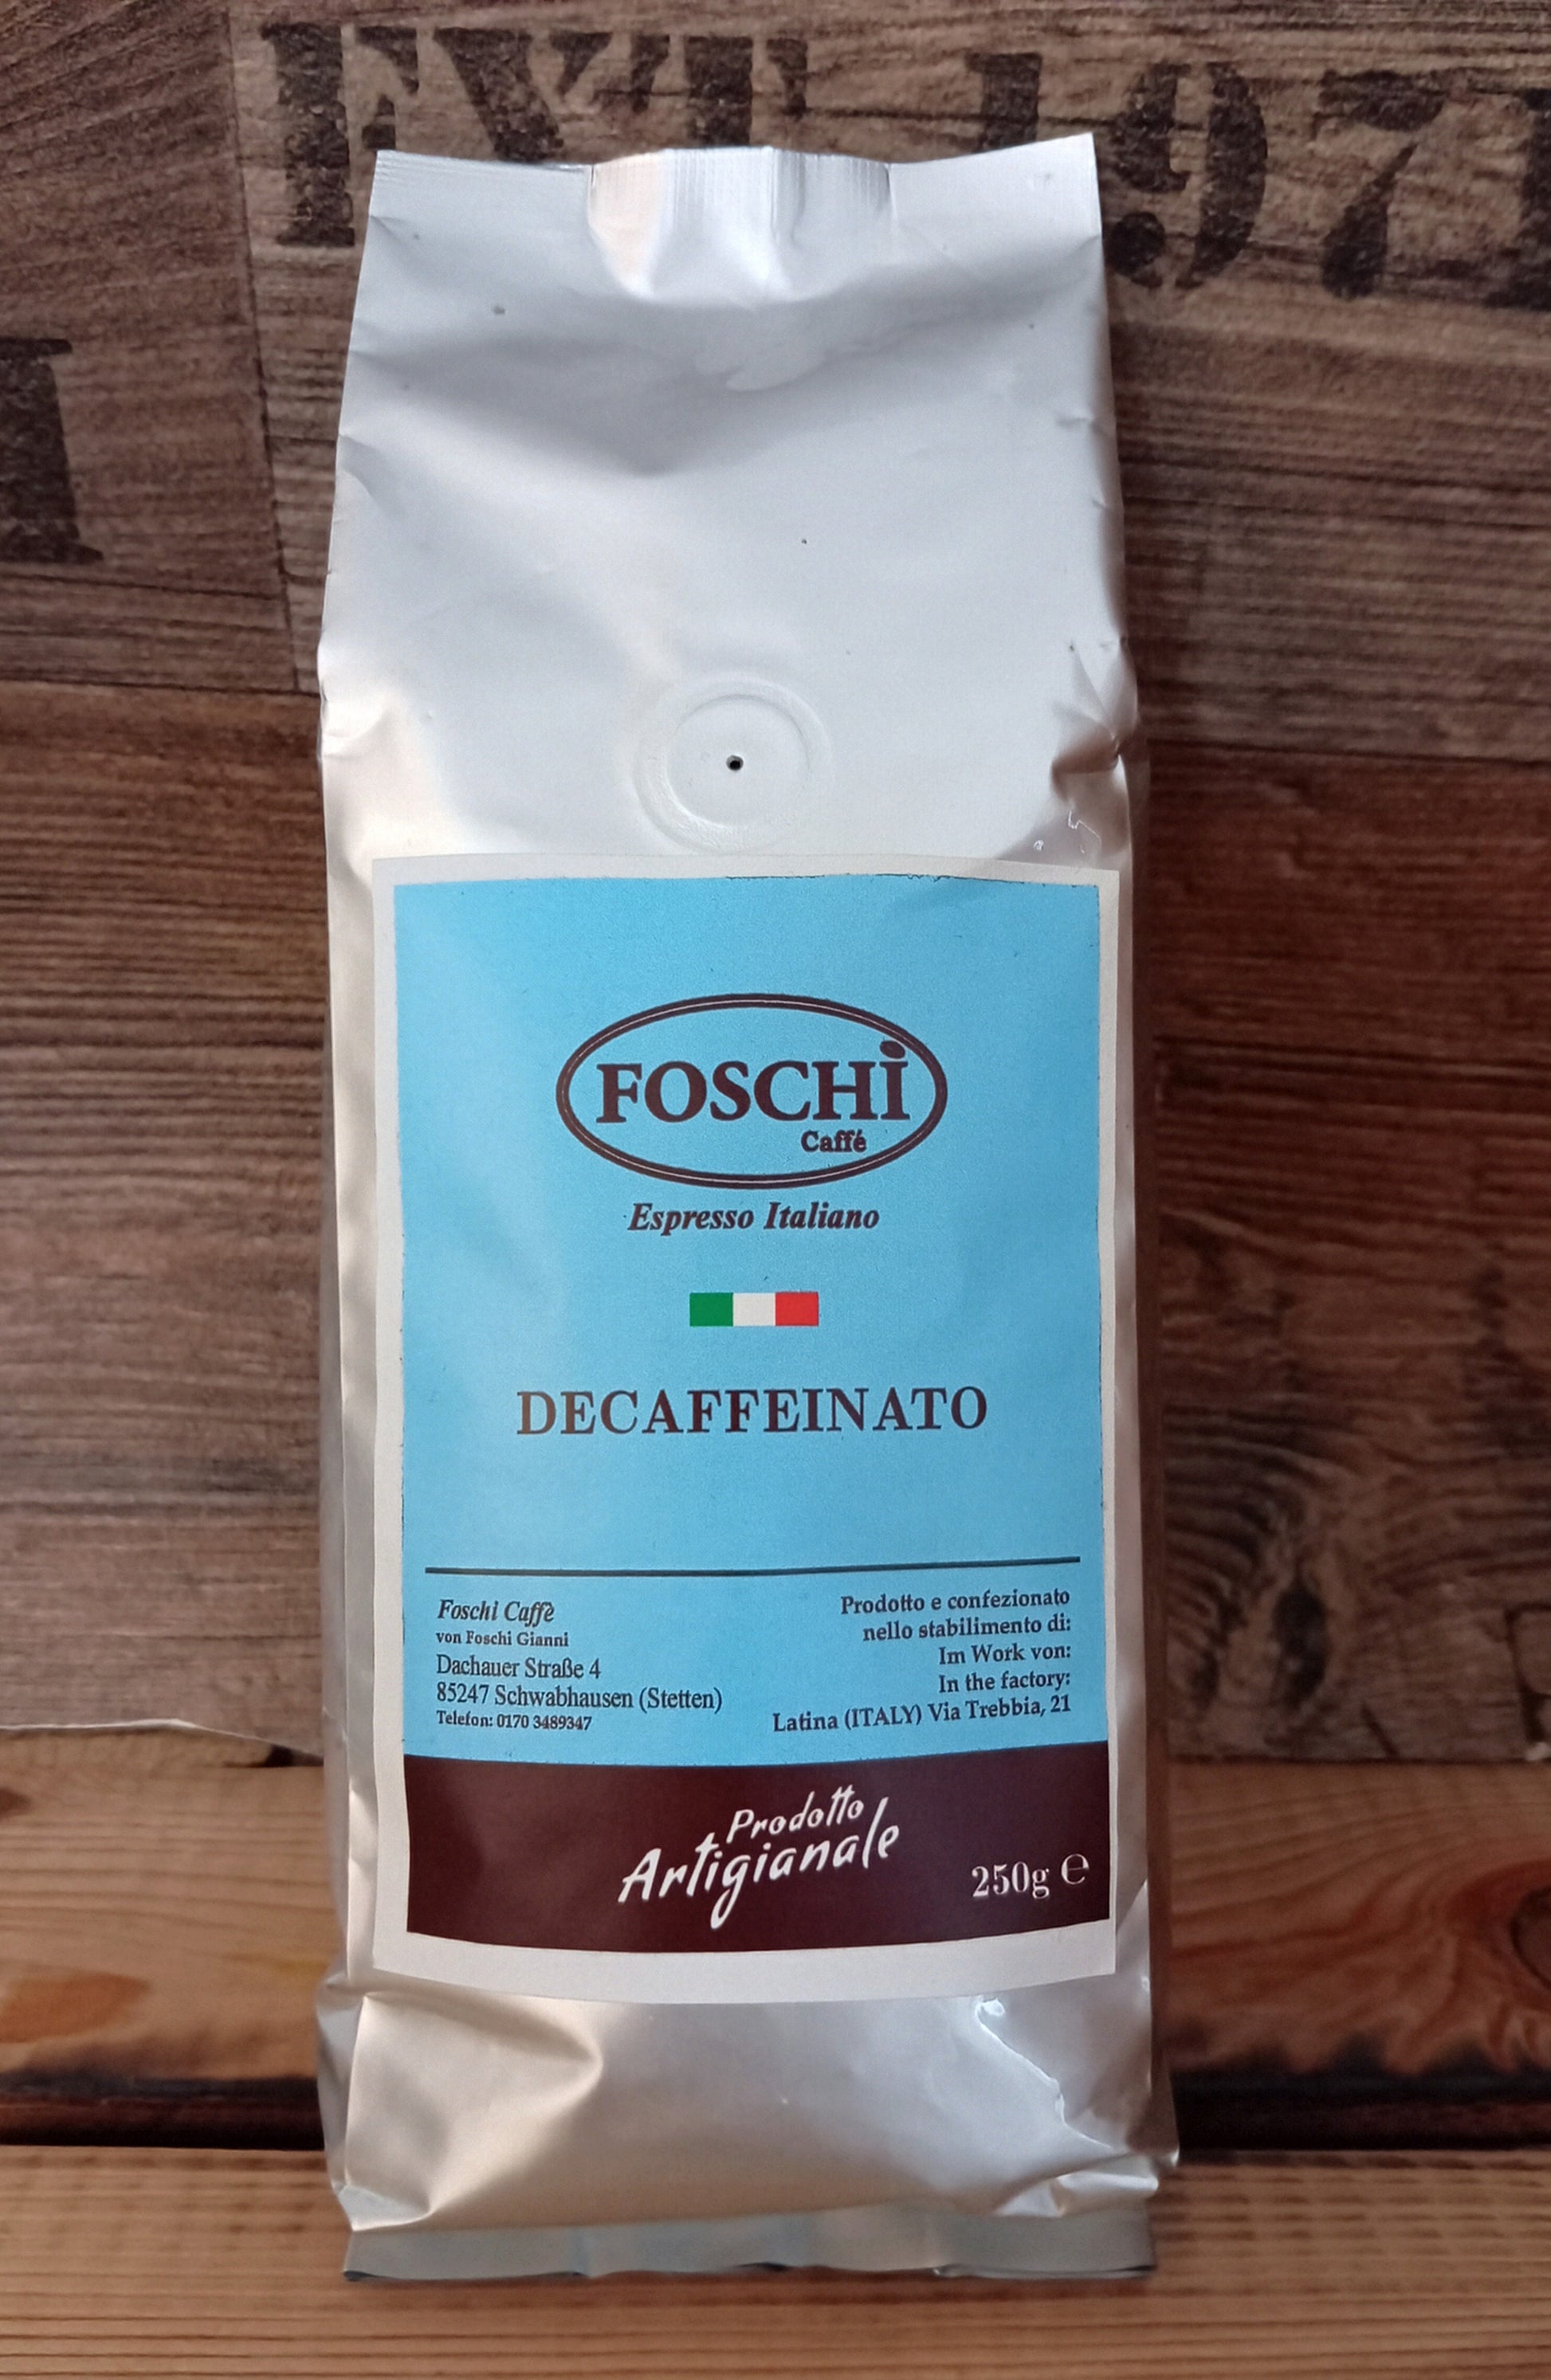 EXT 197
FOSCHI
Caffé
Espresso Italiano
DECAFFEINATO
Foschi Caffè
von Foschi Gianni
Dachauer Straße 4
85247 Schwabhausen (Stetten)
Telefon: 0170 3489347
Prodotto e confezionato
nello stabilimento di:
Im Work von:
In the factory:
Latina (ITALY) Via Trebbia, 21
Prodotto
Artigianale
250g ℮